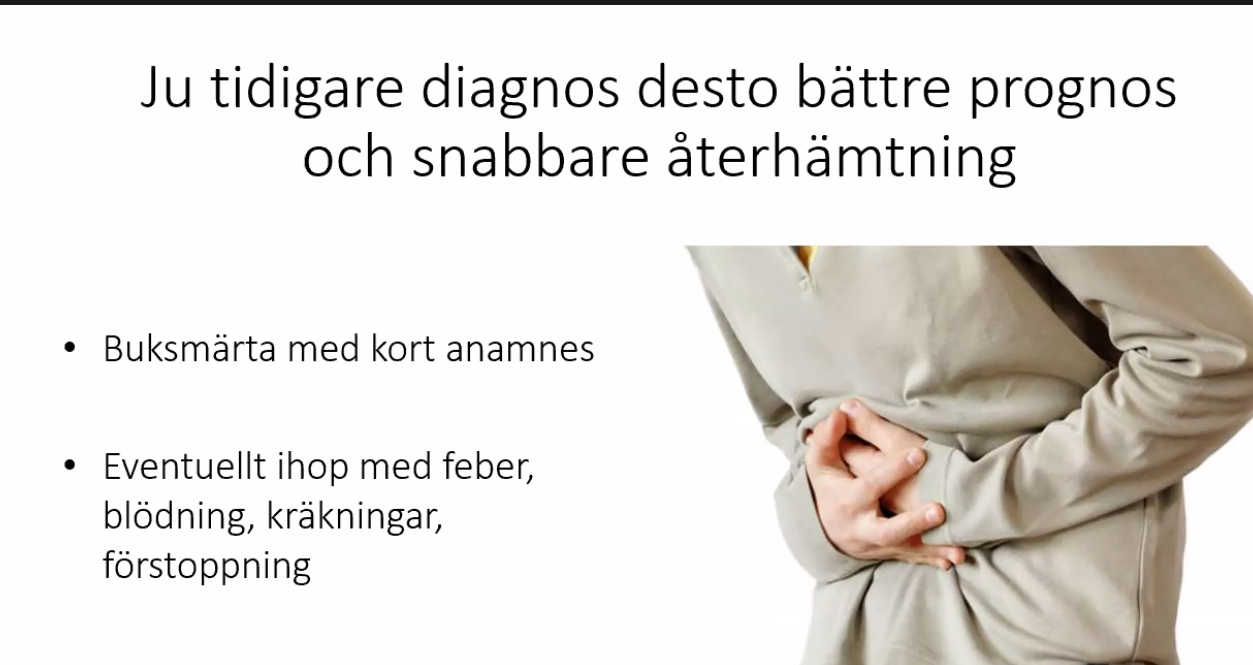 Ju tidigare diagnos desto bättre prognos
och snabbare återhämtning
• Buksmärta med kort anamnes
• Eventuellt ihop med feber,
blödning, kräkningar,
förstoppning